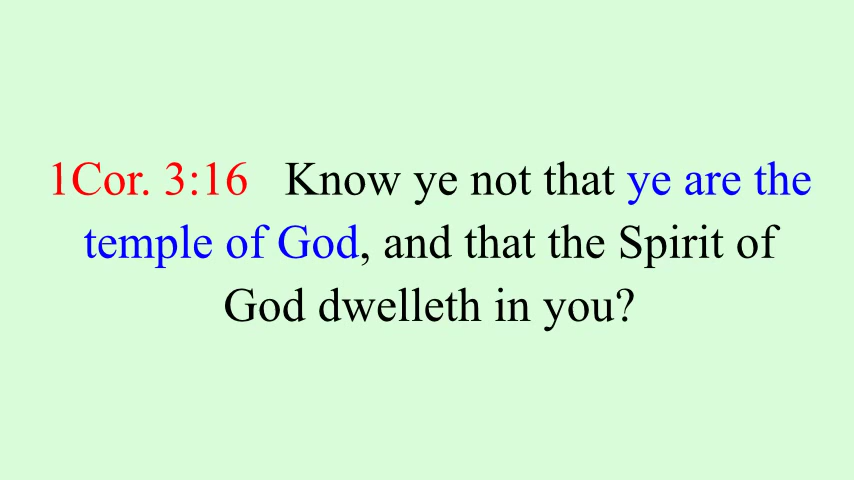 1Cor. 3:16   Know ye not that ye are the
temple of God, and that the Spirit of
God dwelleth in you?